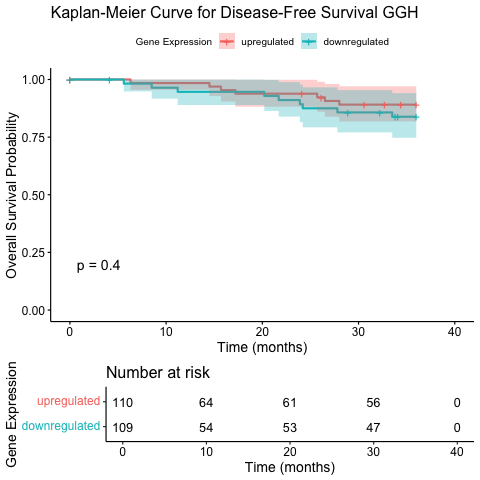 Kaplan-Meier Curve for Disease-Free Survival GGH
Gene Expression upregulated downregulated
Overall Survival Probability
1.00
0.75
0.50
0.25
0.00
p = 0.4
0 10 20 30 40
Time (months)
Number at risk
Gene Expression
upregulated 110 64 61 56 0
downregulated 109 54 53 47 0
0 10 20 30 40
Time (months)